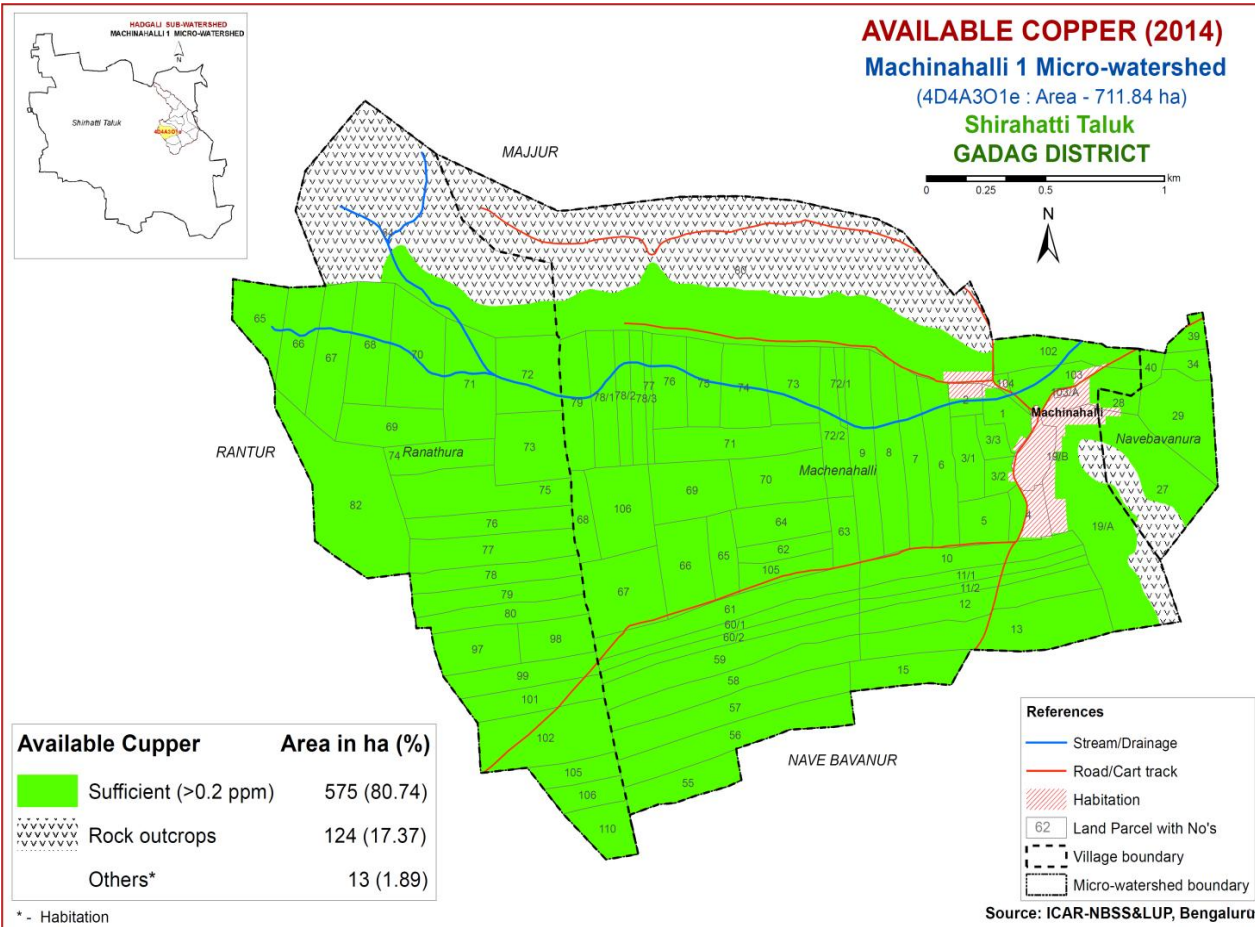 HADGALI SUB-WATERSHED
MACHINAHALLI 1 MICRO-WATERSHED
N
Shirhatti Taluk
4D4A3O1e
AVAILABLE COPPER (2014)
Machinahalli 1 Micro-watershed
(4D4A3O1e : Area - 711.84 ha)
Shirahatti Taluk
GADAG DISTRICT
0 0.25 0.5 1 km
N
MAJJUR
80
65 66 67 68 70 71 72
79 78/1 78/2 77 78/3 76 75 74 73 72/1
102 103 104 103/A 40 39 34
2 1 Machinahalli 28 29
69 74 Ranathura 73 71 72/2 9 8 7 6 3/1 3/3 3/2 19/B Navebavanura
RANTUR
Machenahalli
82 75 68 106 69 70 27
76 64 63 5 4 19/A
77 66 65 62 105 10
78 67 11/1
79 61 11/2
80 60/1 12
97 98 60/2 13
99 59 15
101 58
102 57
105 56
106 55
110
NAVE BAVANUR
Available Cupper Area in ha (%)
Sufficient (>0.2 ppm) 575 (80.74)
Rock outcrops 124 (17.37)
Others* 13 (1.89)
* - Habitation
References
Stream/Drainage
Road/Cart track
Habitation
62 Land Parcel with No's
Village boundary
Micro-watershed boundary
Source: ICAR-NBSS&LUP, Bengaluru